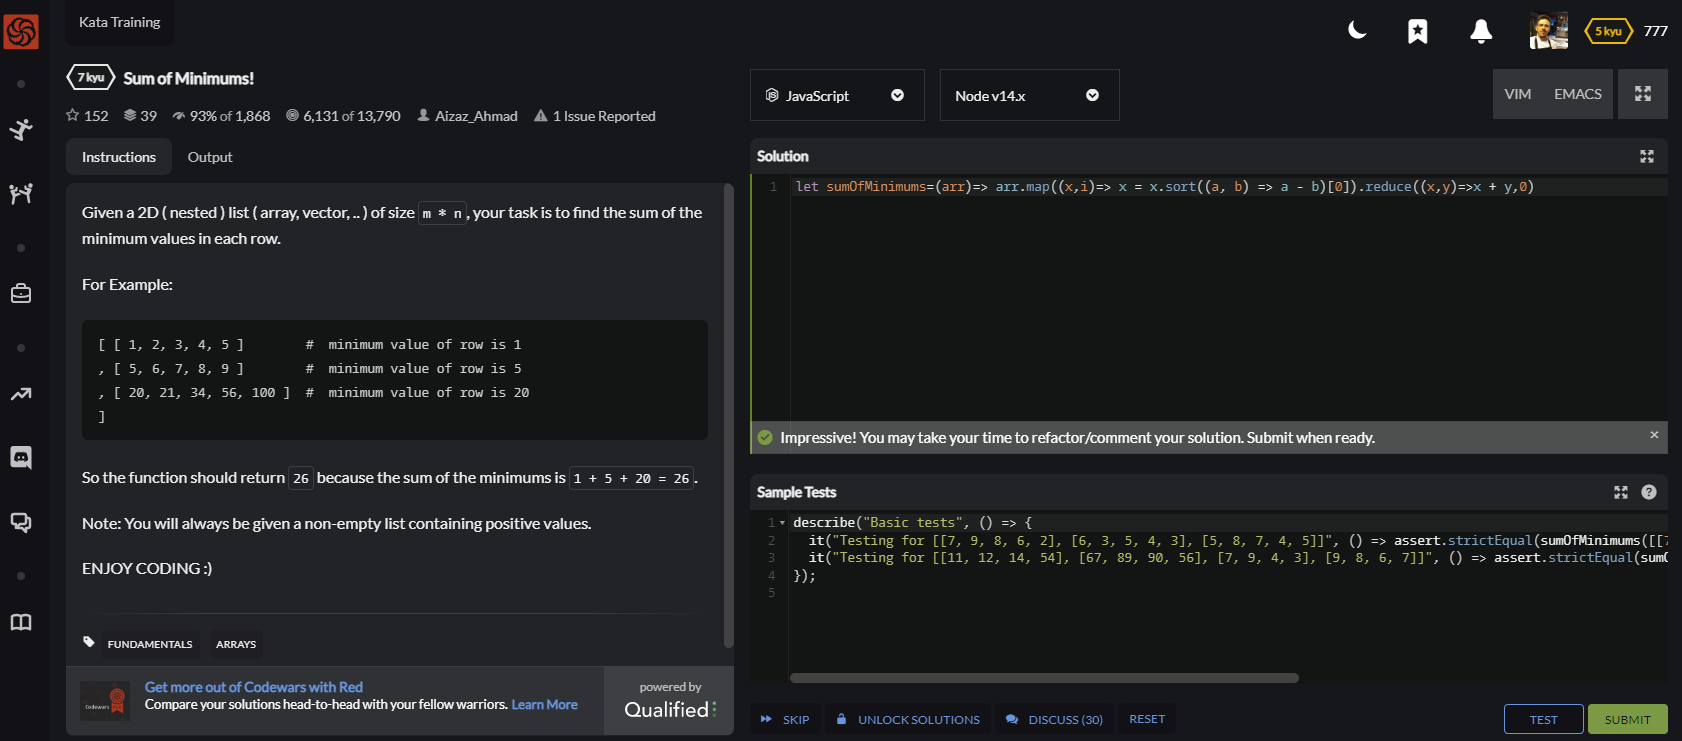 Kata Training
5 kyu 777
7 kyu Sum of Minimums!
152 39 93% of 1,868 6,131 of 13,790 Aizaz_Ahmad 1 Issue Reported
Instructions Output
Given a 2D ( nested ) list ( array, vector, .. ) of size m * n, your task is to find the sum of the
minimum values in each row.
For Example:
[ [ 1, 2, 3, 4, 5 ]        #  minimum value of row is 1
, [ 5, 6, 7, 8, 9 ]        #  minimum value of row is 5
, [ 20, 21, 34, 56, 100 ]  #  minimum value of row is 20
]
So the function should return 26 because the sum of the minimums is 1 + 5 + 20 = 26.
Note: You will always be given a non-empty list containing positive values.
ENJOY CODING :)
FUNDAMENTALS ARRAYS
Codewars
Get more out of Codewars with Red
Compare your solutions head-to-head with your fellow warriors. Learn More
powered by
Qualified
JavaScript Node v14.x VIM EMACS
Solution
1 let sumOfMinimums=(arr)=> arr.map((x,i)=> x = x.sort((a, b) => a - b)[0]).reduce((x,y)=>x + y,0)
Impressive! You may take your time to refactor/comment your solution. Submit when ready. ×
Sample Tests ?
1 describe("Basic tests", () => {
2   it("Testing for [[7, 9, 8, 6, 2], [6, 3, 5, 4, 3], [5, 8, 7, 4, 5]]", () => assert.strictEqual(sumOfMinimums([[7
3   it("Testing for [[11, 12, 14, 54], [67, 89, 90, 56], [7, 9, 4, 3], [9, 8, 6, 7]]", () => assert.strictEqual(sumO
4 });
5
SKIP UNLOCK SOLUTIONS DISCUSS (30) RESET TEST SUBMIT